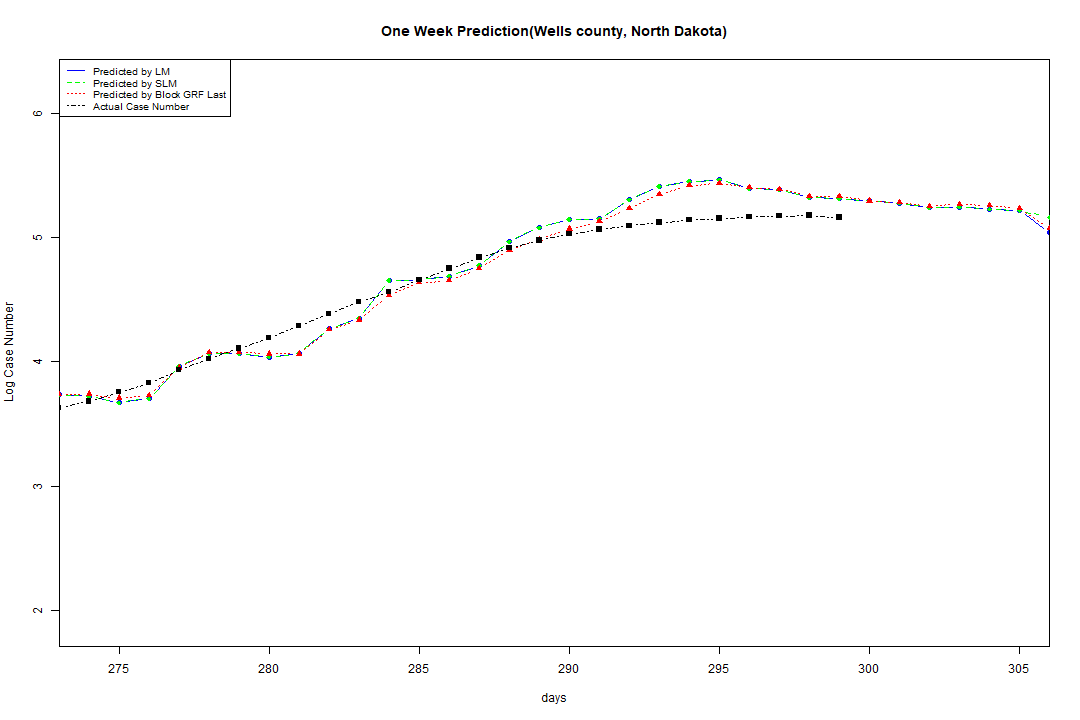 One Week Prediction(Wells county, North Dakota)
Predicted by LM
Predicted by SLM
Predicted by Block GRF Last
Actual Case Number
6
5
4
3
2
Log Case Number
275 280 285 290 295 300 305
days